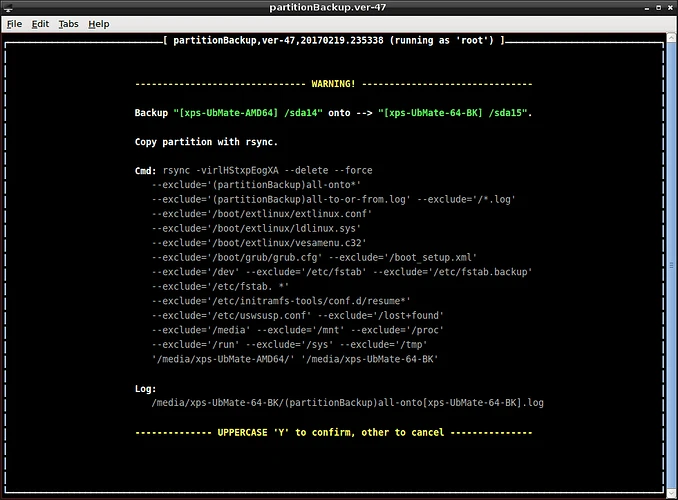 partitionBackup.ver-47
File Edit Tabs Help
[ partitionBackup,ver-47,20170219.235338 (running as 'root') ]
----------------------------- WARNING! -----------------------------
Backup "[xps-UbMate-AMD64] /sda14" onto --> "[xps-UbMate-64-BK] /sda15".
Copy partition with rsync.
Cmd: rsync -virlHStxpEogXA --delete --force
--exclude='(partitionBackup)all-onto*'
--exclude='(partitionBackup)all-to-or-from.log' --exclude='/*.log'
--exclude='/boot/extlinux/extlinux.conf'
--exclude='/boot/extlinux/ldlinux.sys'
--exclude='/boot/extlinux/vesamenu.c32'
--exclude='/boot/grub/grub.cfg' --exclude='/boot_setup.xml'
--exclude='/dev' --exclude='/etc/fstab' --exclude='/etc/fstab.backup'
--exclude='/etc/fstab. *'
--exclude='/etc/initramfs-tools/conf.d/resume*'
--exclude='/etc/uswsusp.conf' --exclude='/lost+found'
--exclude='/media' --exclude='/mnt' --exclude='/proc'
--exclude='/run' --exclude='/sys' --exclude='/tmp'
'/media/xps-UbMate-AMD64/' '/media/xps-UbMate-64-BK'
Log:
/media/xps-UbMate-64-BK/(partitionBackup)all-onto[xps-UbMate-64-BK].log
------------- UPPERCASE 'Y' to confirm, other to cancel --------------